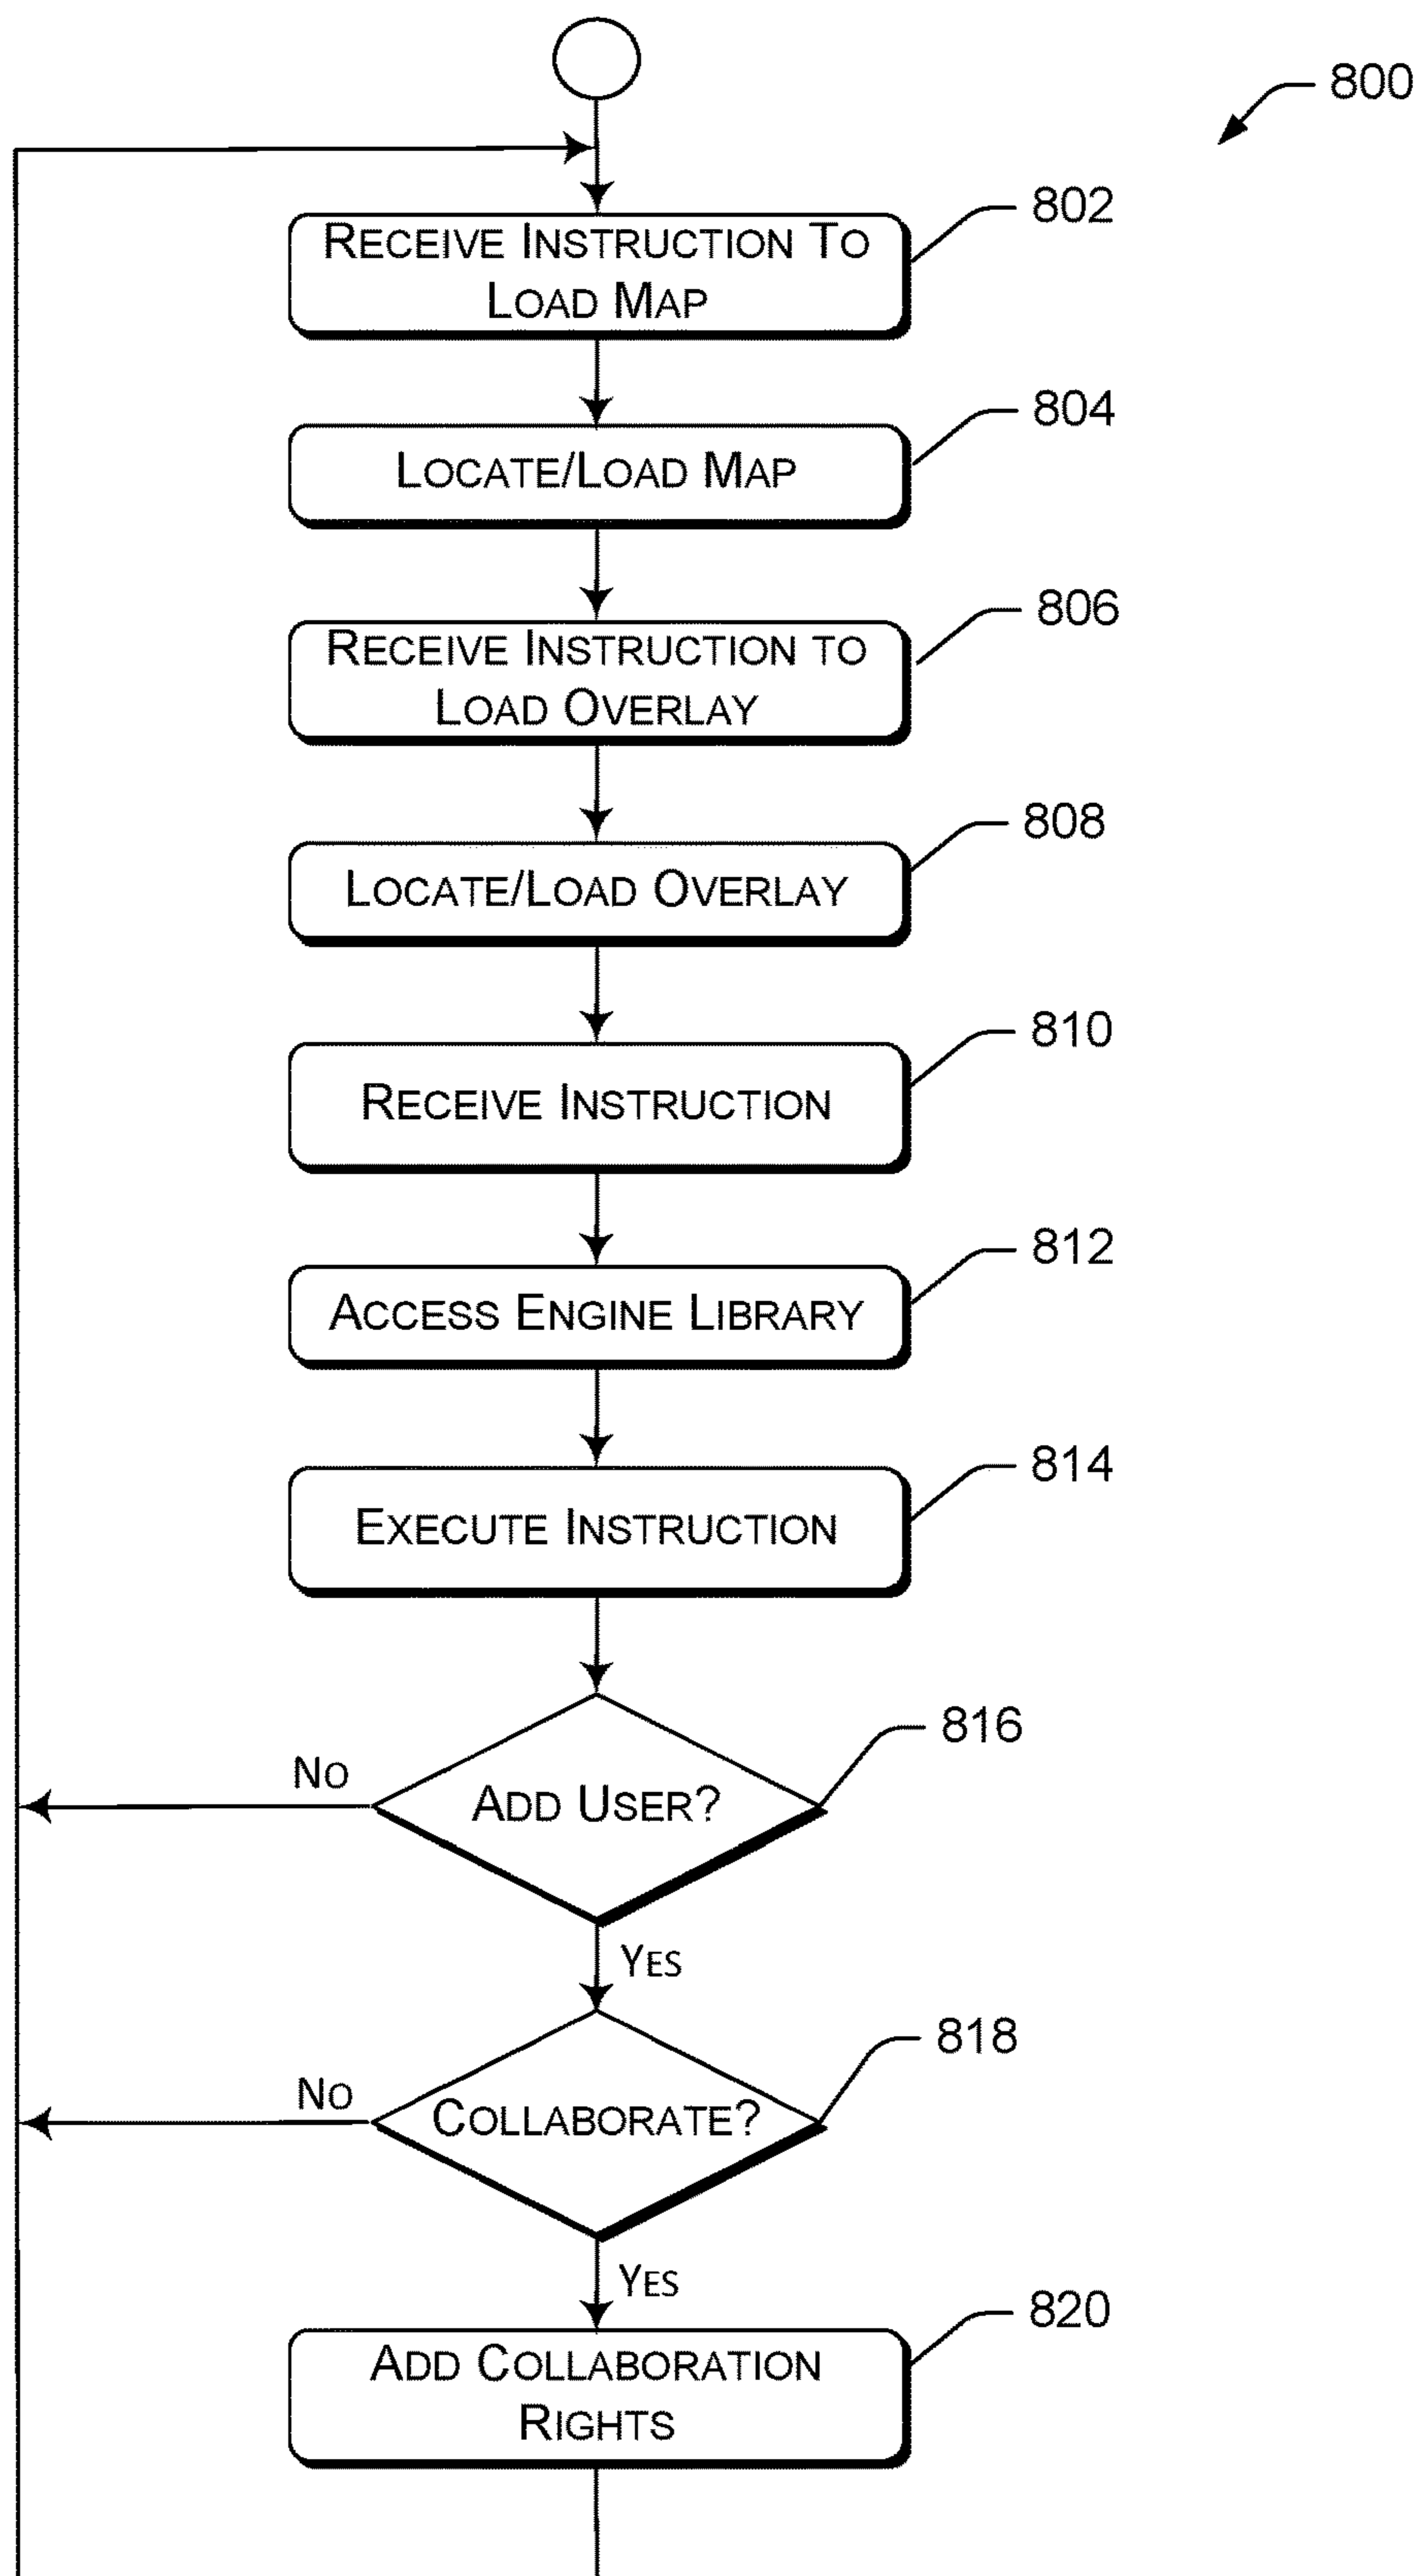 800
802
RECEIVE INSTRUCTION TO
LOAD MAP
804
LOCATE/LOAD MAP
806
RECEIVE INSTRUCTION TO
LOAD OVERLAY
808
LOCATE/LOAD OVERLAY
810
RECEIVE INSTRUCTION
812
ACCESS ENGINE LIBRARY
814
EXECUTE INSTRUCTION
816
NO
ADD USER?
YES
818
NO
COLLABORATE?
YES
820
ADD COLLABORATION
RIGHTS